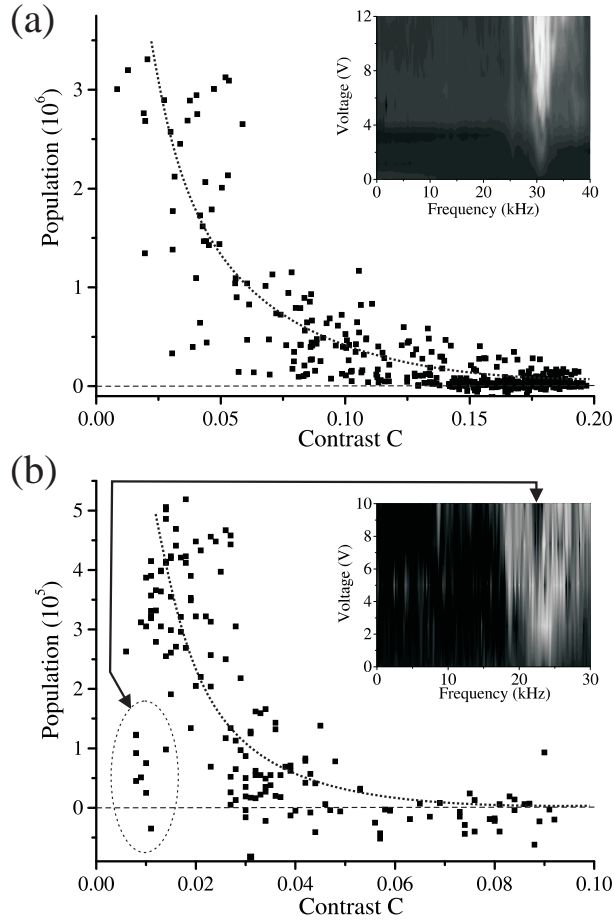 (a)
Population (10⁶)
3
2
1
0
0.00 0.05 0.10 0.15 0.20
Contrast C
Voltage (V)
12
8
4
0
0 10 20 30 40
Frequency (kHz)
(b)
Population (10⁵)
5
4
3
2
1
0
0.00 0.02 0.04 0.06 0.08 0.10
Contrast C
Voltage (V)
10
8
6
4
2
0
0 10 20 30
Frequency (kHz)